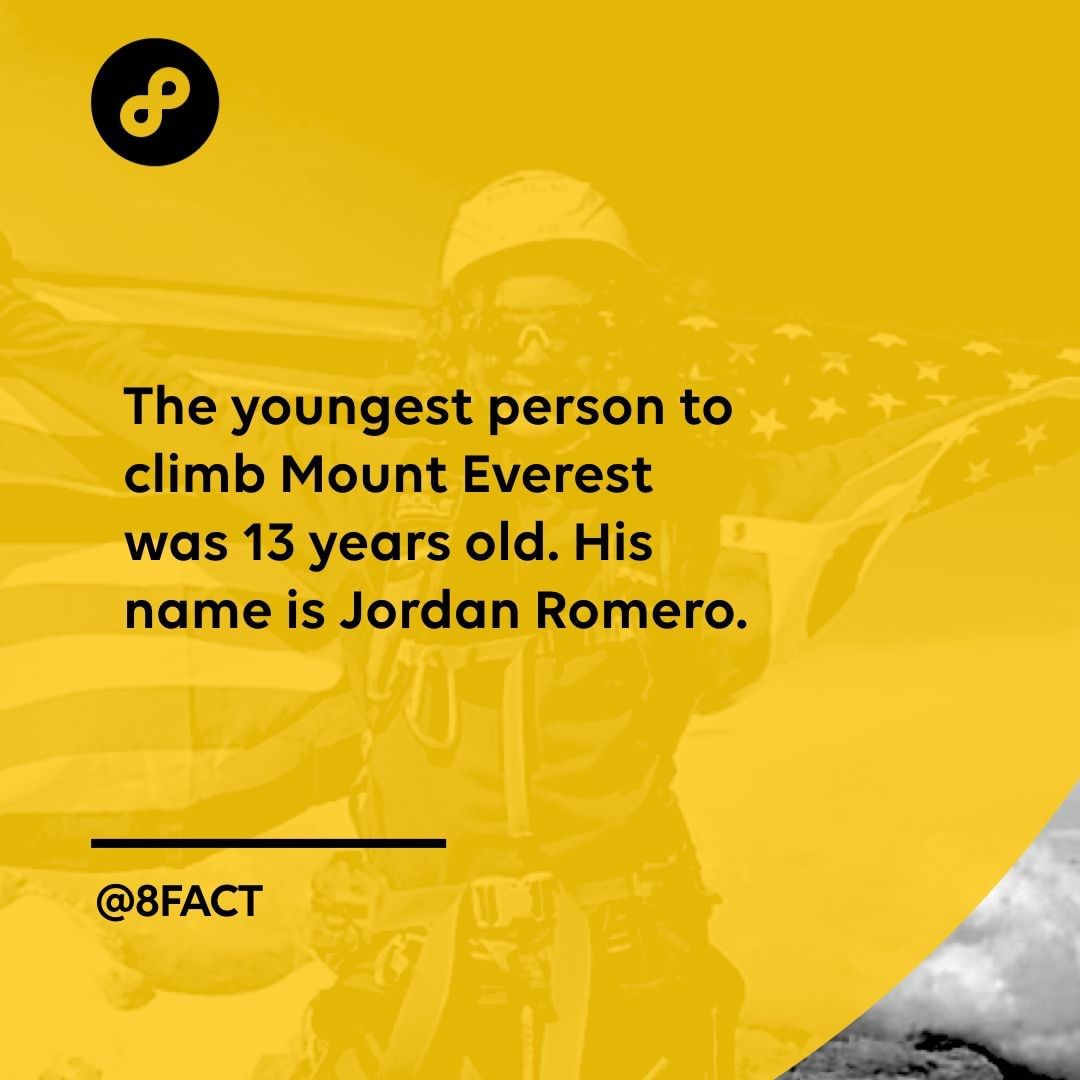 The youngest person to
climb Mount Everest
was 13 years old. His
name is Jordan Romero.
@8FACT